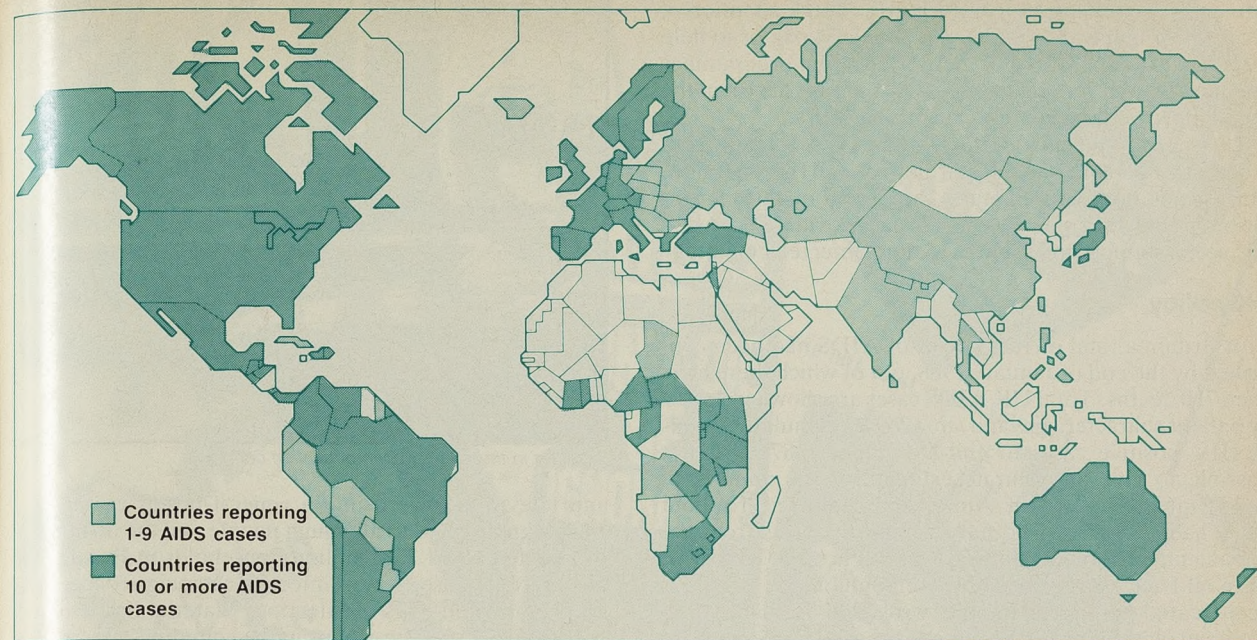 Countries reporting
1-9 AIDS cases
Countries reporting
10 or more AIDS
cases